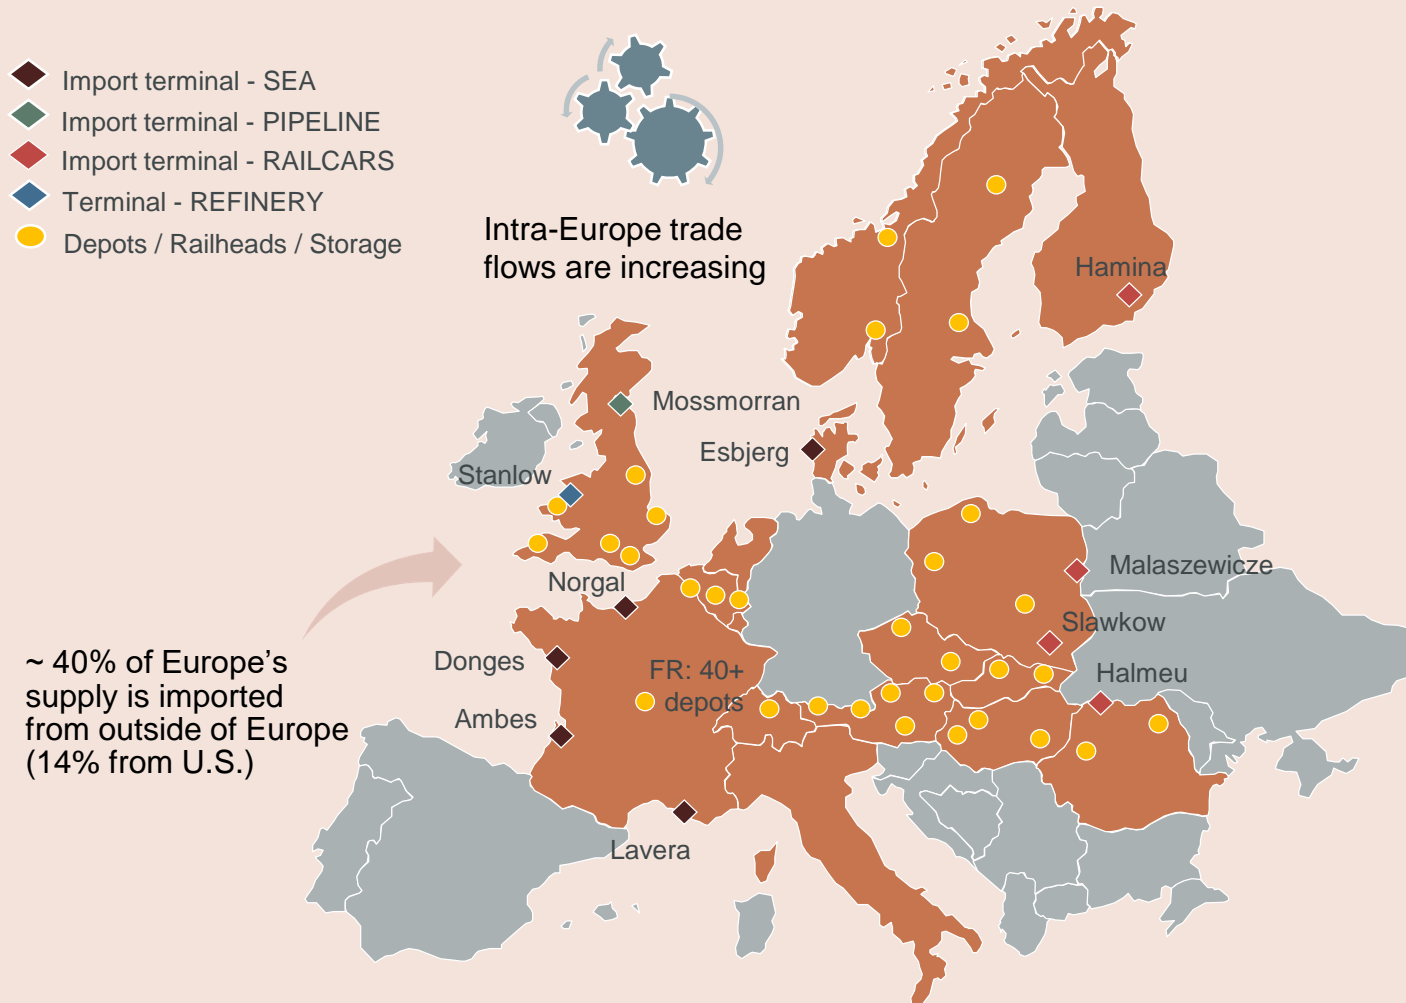 Import terminal - SEA
Import terminal - PIPELINE
Import terminal - RAILCARS
Terminal - REFINERY
Depots / Railheads / Storage
Intra-Europe trade
flows are increasing
Hamina
Mossmorran
Esbjerg
Stanlow
Malaszewicze
Norgal
Slawkow
Donges
FR: 40+
depots
Halmeu
Ambes
~ 40% of Europe's
supply is imported
from outside of Europe
(14% from U.S.)
Lavera